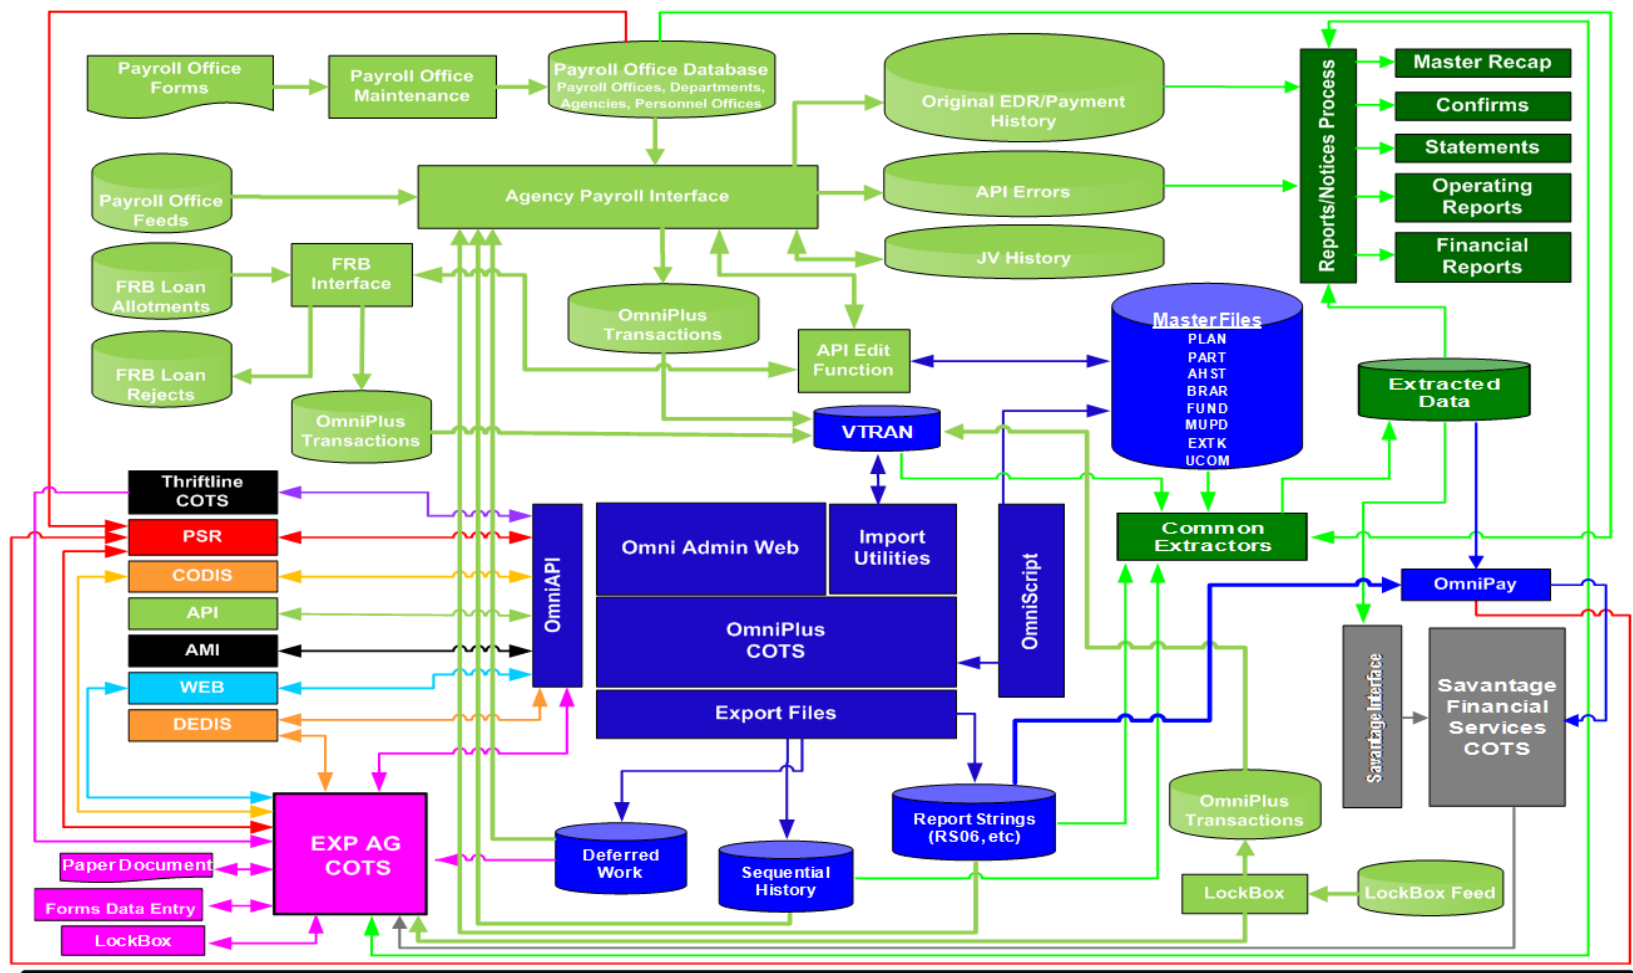 Payroll Office
Forms
Payroll Office
Maintenance
Payroll Office Database
Payroll Offices, Departments,
Agencies, Personnel Offices
Original EDR/Payment
History
Reports/Notices Process
Master Recap
Confirms
Statements
Operating
Reports
Financial
Reports
Payroll Office
Feeds
Agency Payroll Interface
API Errors
JV History
FRB Loan
Allotments
FRB
Interface
OmniPlus
Transactions
API Edit
Function
Master Files
PLAN
PART
AHST
BRAR
FUND
MUPD
EXTK
UCOM
FRB Loan
Rejects
OmniPlus
Transactions
VTRAN
Extracted
Data
Thriftline
COTS
PSR
CODIS
API
AMI
WEB
DEDIS
OmniAPI
Omni Admin Web
Import
Utilities
OmniPlus
COTS
Export Files
OmniScript
Common
Extractors
OmniPay
Savantage Interface
Savantage
Financial
Services
COTS
EXP AG
COTS
Paper Document
Forms Data Entry
LockBox
Deferred
Work
Sequential
History
Report Strings
(RS06, etc)
OmniPlus
Transactions
LockBox
LockBox Feed